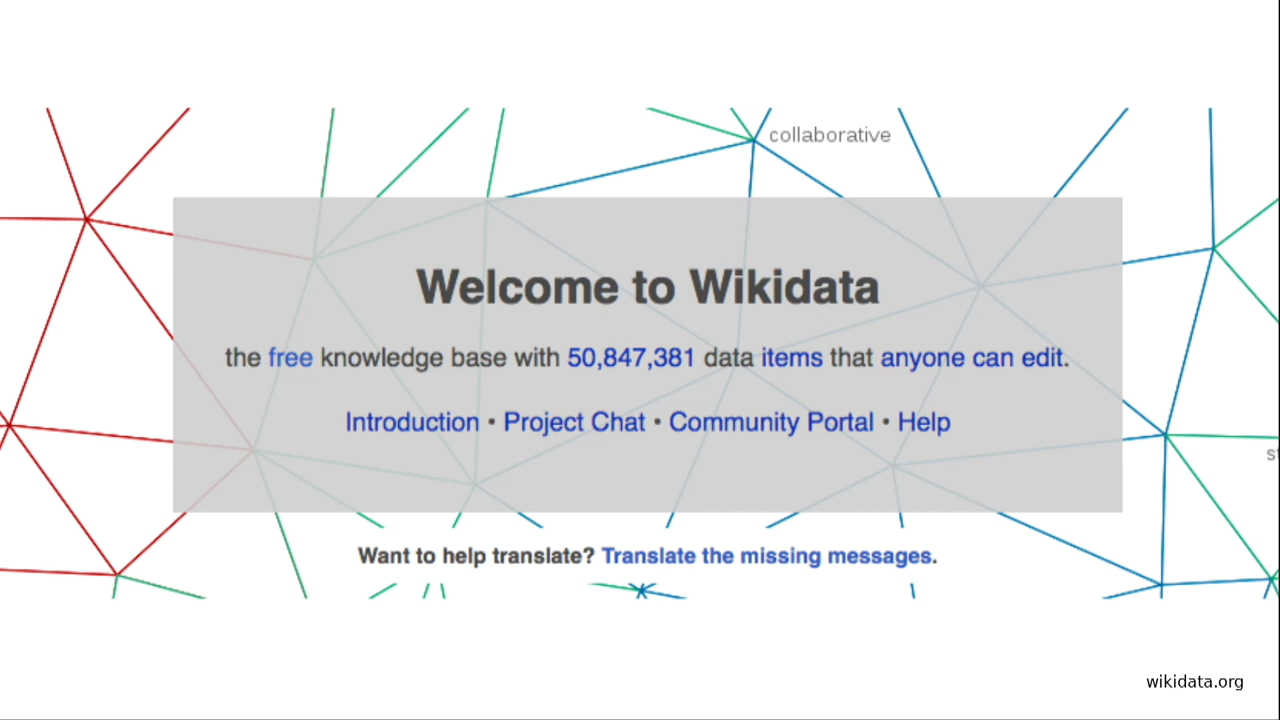 collaborative
Welcome to Wikidata
the free knowledge base with 50,847,381 data items that anyone can edit.
Introduction • Project Chat • Community Portal • Help
Want to help translate? Translate the missing messages.
wikidata.org